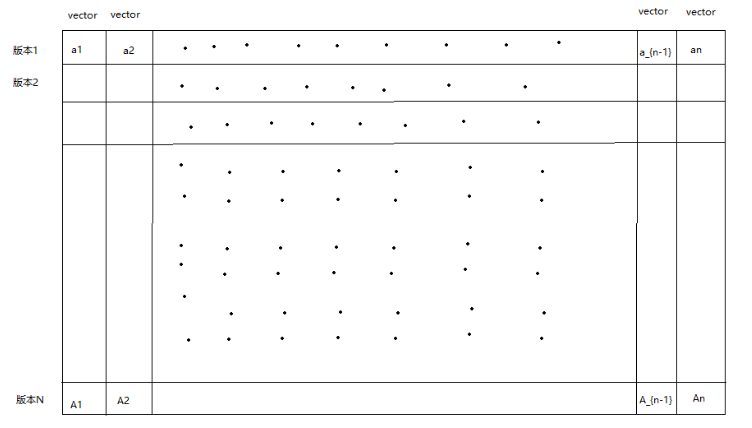 vector vector vector vector
版本1 a1 a2 a_{n-1} an
版本2
版本N A1 A2 A_{n-1} An